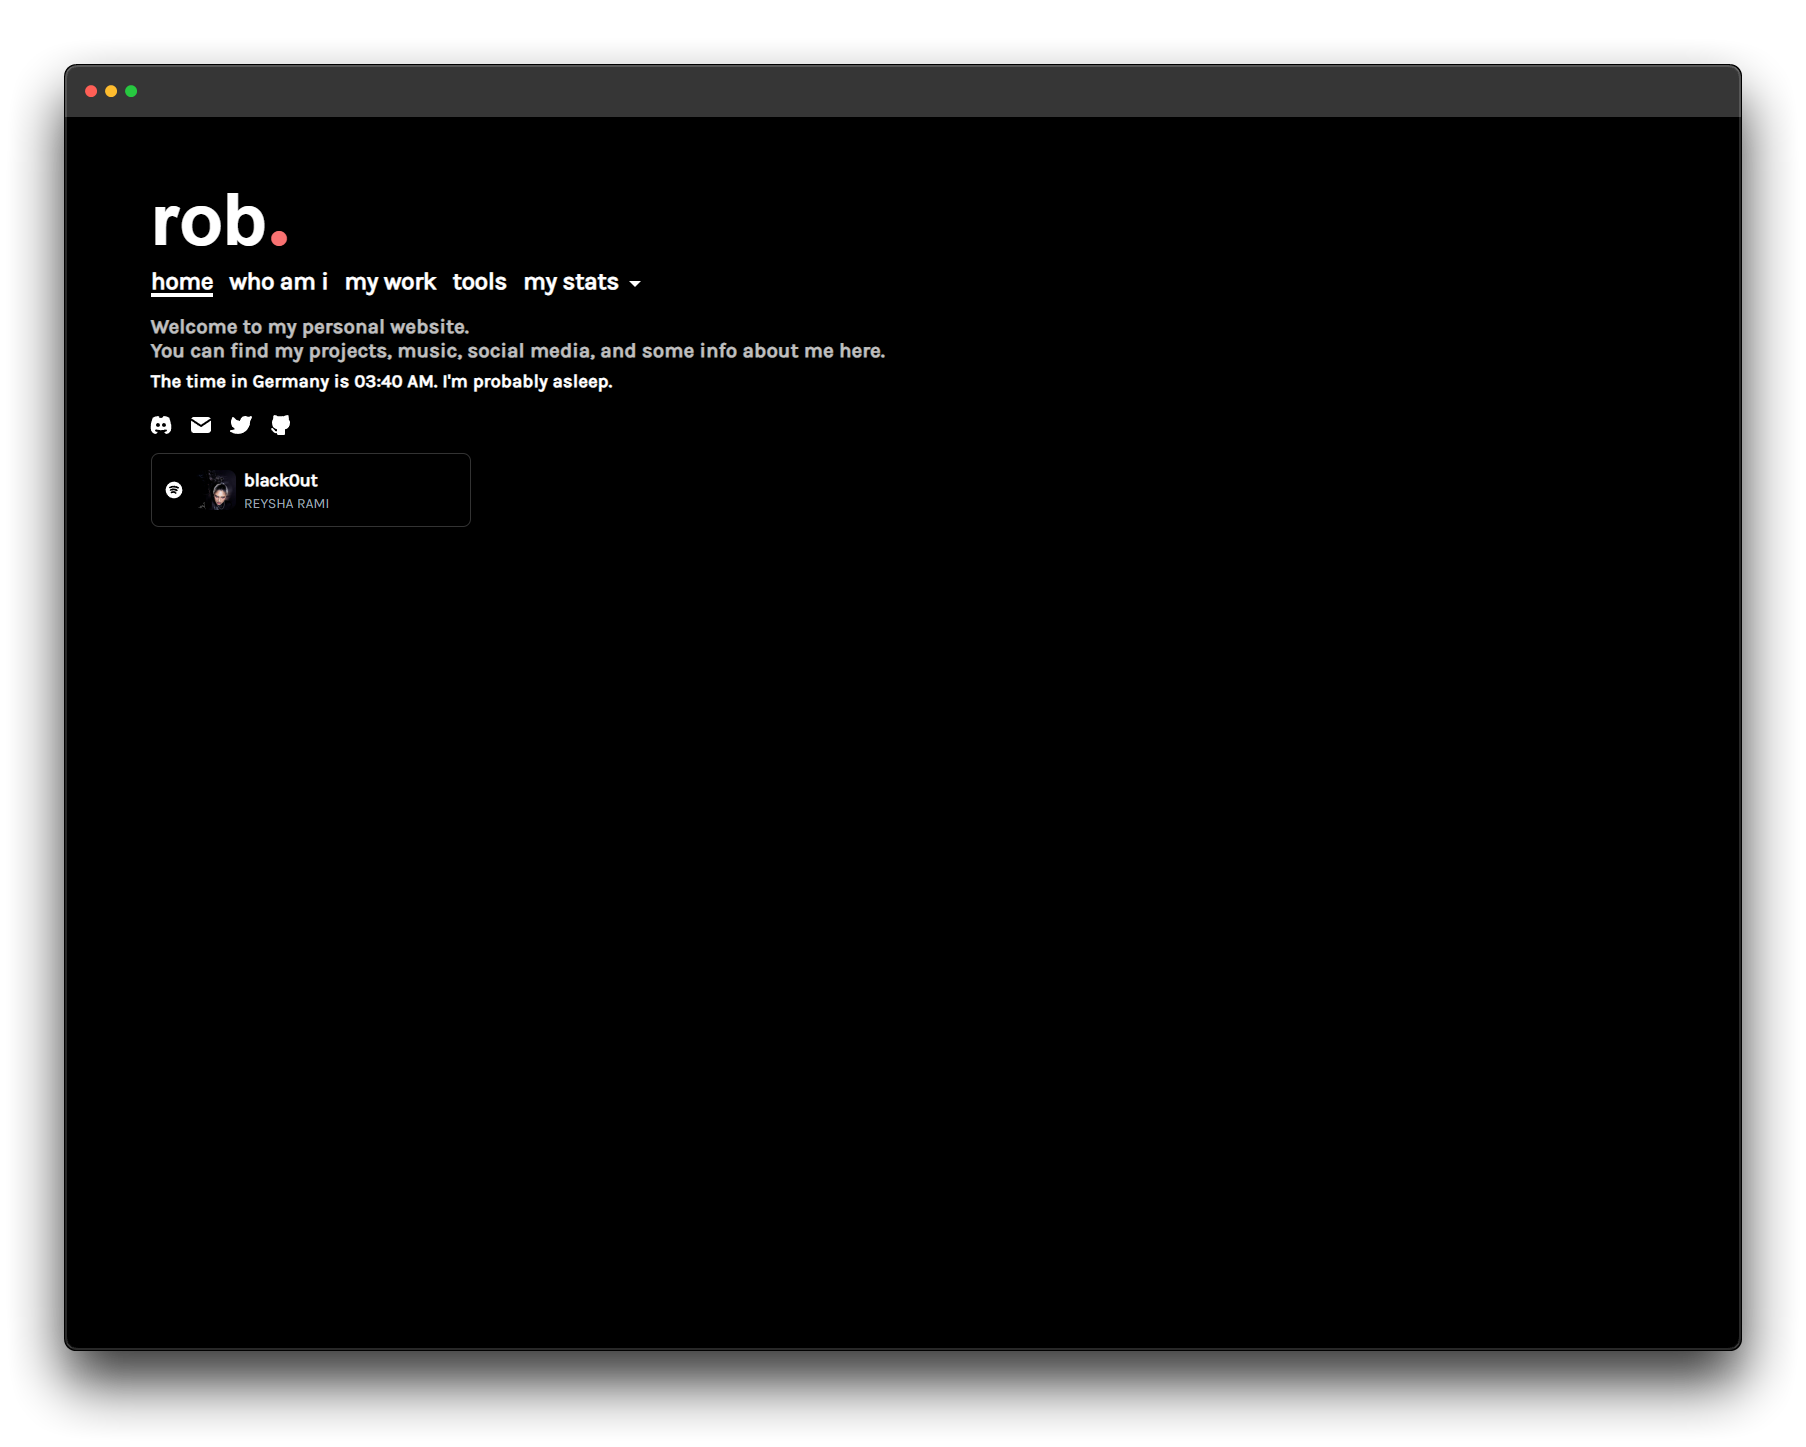 rob.
home who am i my work tools my stats
Welcome to my personal website.
You can find my projects, music, social media, and some info about me here.
The time in Germany is 03:40 AM. I'm probably asleep.
black0ut
REYSHA RAMI